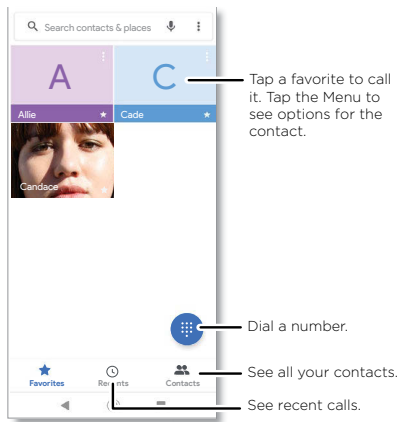 Search contacts & places
A
C
Allie
Cade
Candace
Tap a favorite to call
it. Tap the Menu to
see options for the
contact.
Dial a number.
Favorites
Recents
Contacts
See all your contacts.
See recent calls.